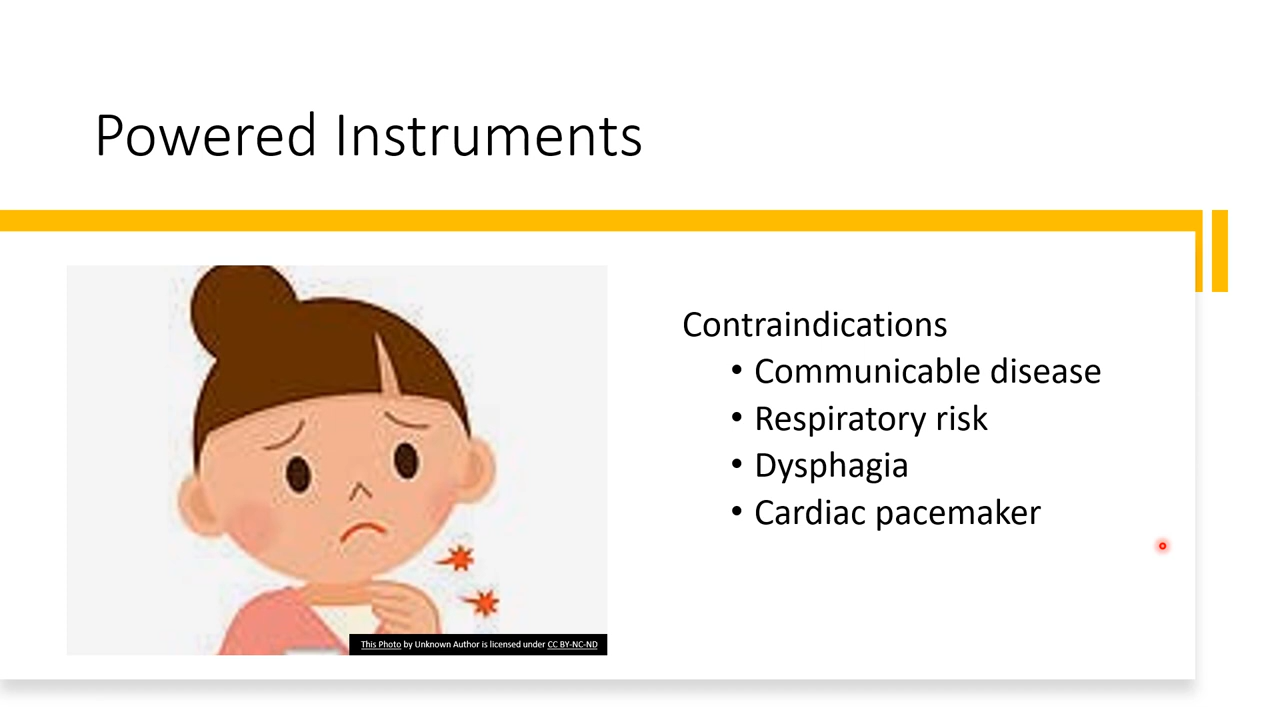 Powered Instruments
Contraindications
• Communicable disease
• Respiratory risk
• Dysphagia
• Cardiac pacemaker
This Photo by Unknown Author is licensed under CC BY-NC-ND